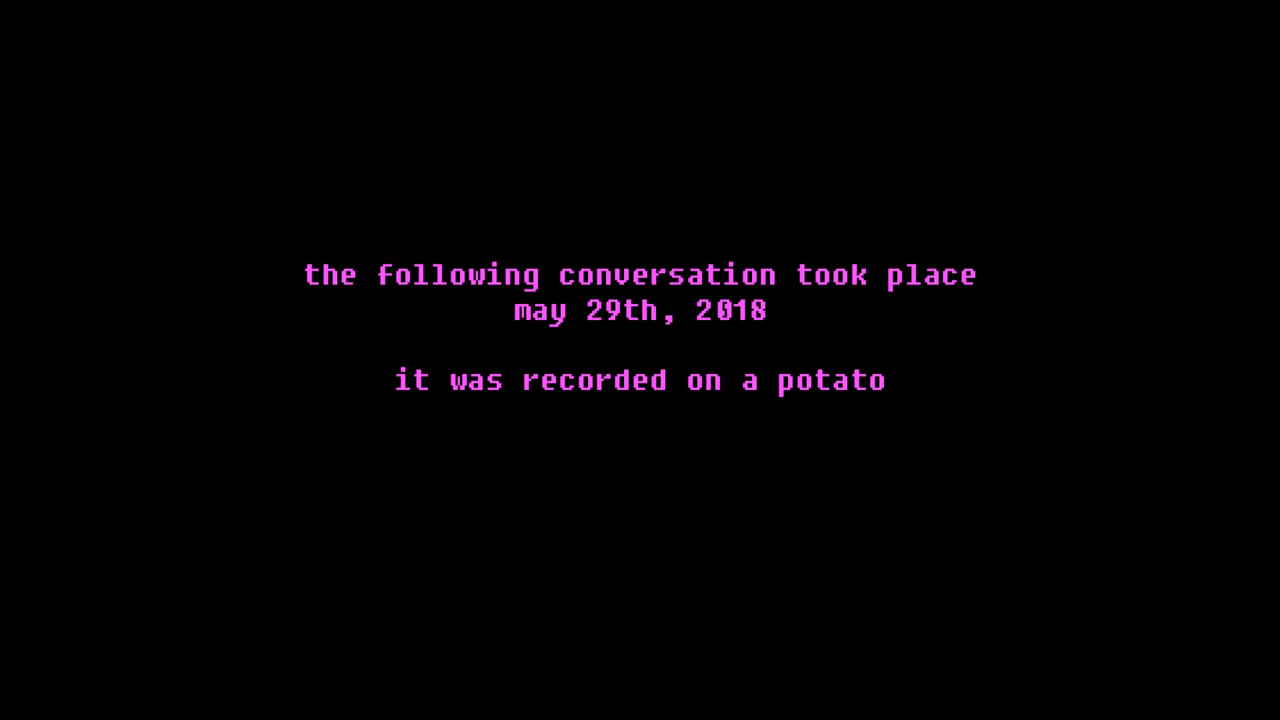 the following conversation took place
may 29th, 2018
it was recorded on a potato